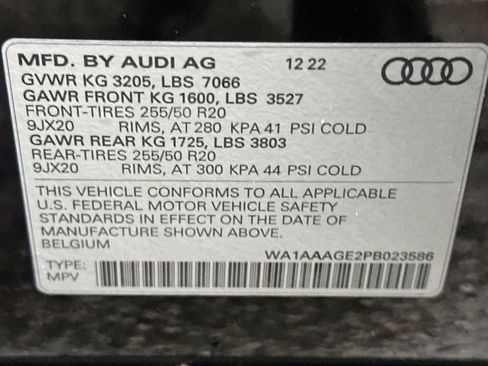 MFD. BY AUDI AG 12 22
GVWR KG 3205, LBS 7066
GAWR FRONT KG 1600, LBS 3527
FRONT-TIRES 255/50 R20
9JX20 RIMS, AT 280 KPA 41 PSI COLD
GAWR REAR KG 1725, LBS 3803
REAR-TIRES 255/50 R20
9JX20 RIMS, AT 300 KPA 44 PSI COLD
THIS VEHICLE CONFORMS TO ALL APPLICABLE
U.S. FEDERAL MOTOR VEHICLE SAFETY
STANDARDS IN EFFECT ON THE DATE OF
MANUFACTURE SHOWN ABOVE.
BELGIUM WA1AAAGE2PB023586
TYPE:
MPV